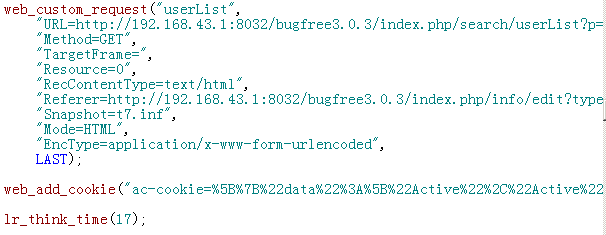 web_custom_request("userList",
"URL=http://192.168.43.1:8032/bugfree3.0.3/index.php/search/userList?p=
"Method=GET",
"TargetFrame=",
"Resource=0",
"RecContentType=text/html",
"Referer=http://192.168.43.1:8032/bugfree3.0.3/index.php/info/edit?type
"Snapshot=t7.inf",
"Mode=HTML",
"EncType=application/x-www-form-urlencoded",
LAST);
web_add_cookie("ac-cookie=%5B%7B%22data%22%3A%5B%22Active%22%2C%22Active%22
lr_think_time(17);